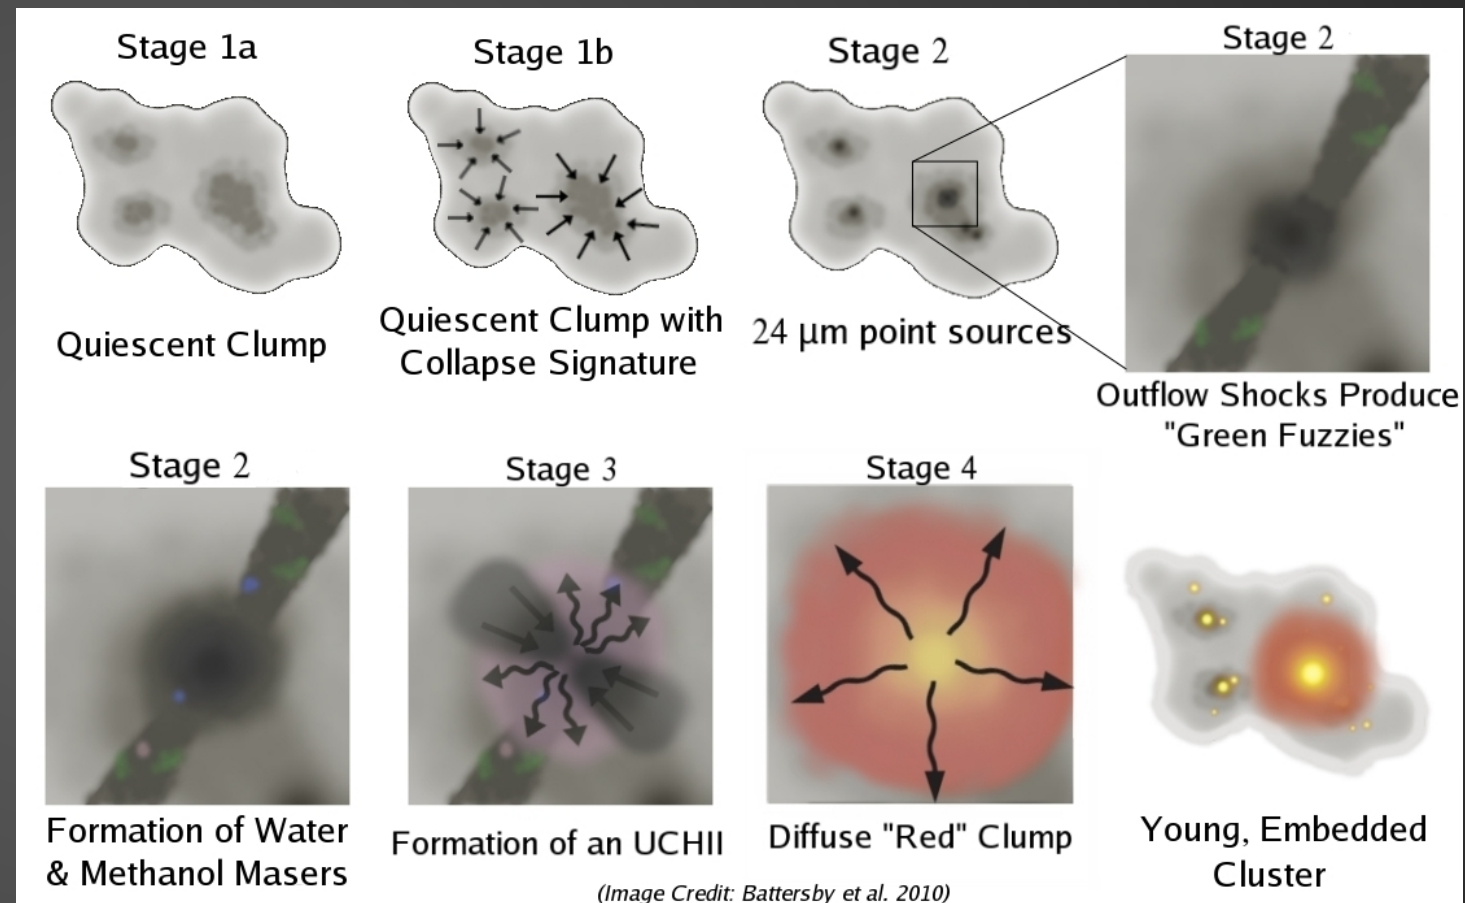 Stage 1a
Quiescent Clump
Stage 1b
Quiescent Clump with
Collapse Signature
Stage 2
24 μm point sources
Stage 2
Outflow Shocks Produce
"Green Fuzzies"
Stage 2
Formation of Water
& Methanol Masers
Stage 3
Formation of an UCHII
Stage 4
Diffuse "Red" Clump
Young, Embedded
Cluster
(Image Credit: Battersby et al. 2010)